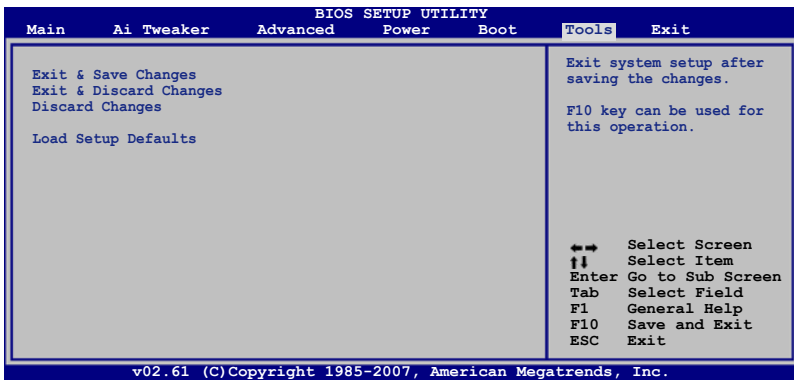 BIOS SETUP UTILITY
Main Ai Tweaker Advanced Power Boot Tools Exit
Exit & Save Changes
Exit & Discard Changes
Discard Changes
Load Setup Defaults
Exit system setup after
saving the changes.
F10 key can be used for
this operation.
←→ Select Screen
↑↓ Select Item
Enter Go to Sub Screen
Tab Select Field
F1 General Help
F10 Save and Exit
ESC Exit
v02.61 (C)Copyright 1985-2007, American Megatrends, Inc.